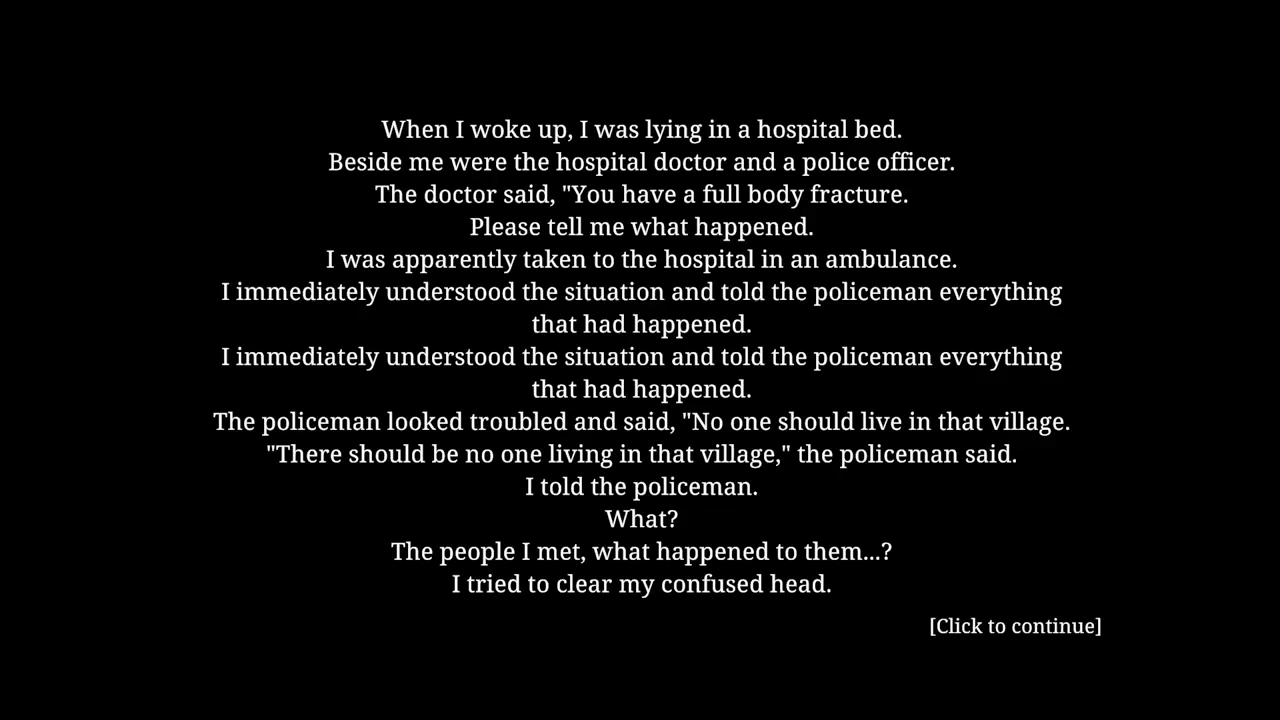 When I woke up, I was lying in a hospital bed.
Beside me were the hospital doctor and a police officer.
The doctor said, "You have a full body fracture.
Please tell me what happened.
I was apparently taken to the hospital in an ambulance.
I immediately understood the situation and told the policeman everything
that had happened.
I immediately understood the situation and told the policeman everything
that had happened.
The policeman looked troubled and said, "No one should live in that village.
"There should be no one living in that village," the policeman said.
I told the policeman.
What?
The people I met, what happened to them...?
I tried to clear my confused head.
[Click to continue]